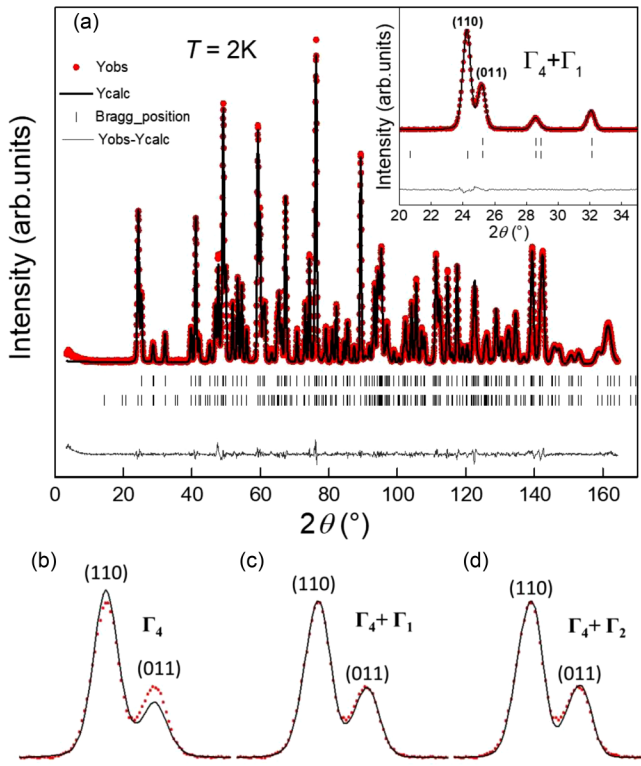 (a)
T = 2K
Yobs
Ycalc
Bragg_position
Yobs-Ycalc
Intensity (arb.units)
0 20 40 60 80 100 120 140 160
2θ (°)
(110)
(011)
Γ4+Γ1
Intensity (arb.units)
20 22 24 26 28 30 32 34
2θ (°)
(b)
(110)
Γ4
(011)
(c)
(110)
Γ4+ Γ1
(011)
(d)
(110)
Γ4+ Γ2
(011)